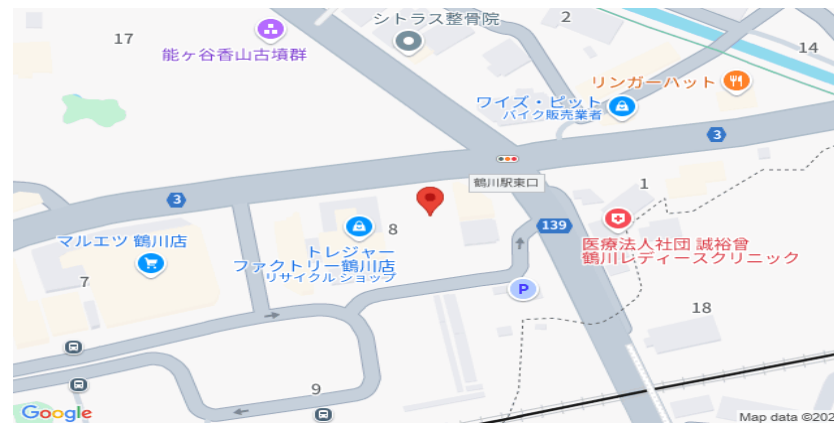 シトラス整骨院
2
17
能ヶ谷香山古墳群
14
リンガーハット
ワイズ・ピット
バイク販売業者
3
鶴川駅東口
1
3
8
139
マルエツ 鶴川店
トレジャー
ファクトリー鶴川店
リサイクル ショップ
医療法人社団 誠裕曾
鶴川レディースクリニック
7
P
18
9
Google
Map data ©202